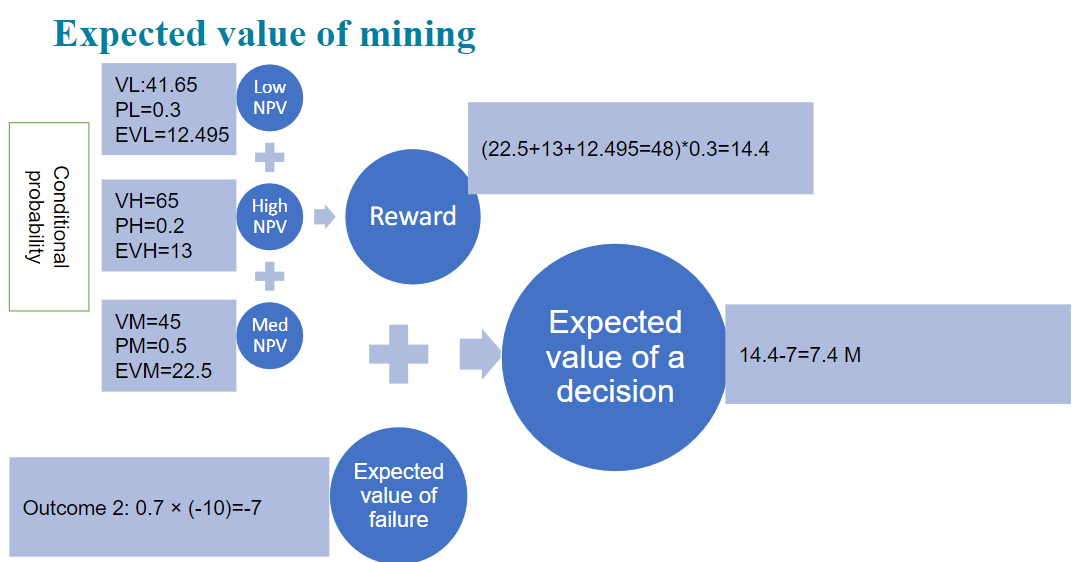 Expected value of mining
VL:41.65
PL=0.3
EVL=12.495
Low
NPV
(22.5+13+12.495=48)*0.3=14.4
Conditional
probability
VH=65
PH=0.2
EVH=13
High
NPV
Reward
VM=45
PM=0.5
EVM=22.5
Med
NPV
Expected
value of a
decision
14.4-7=7.4 M
Outcome 2: 0.7 × (-10)=-7
Expected
value of
failure